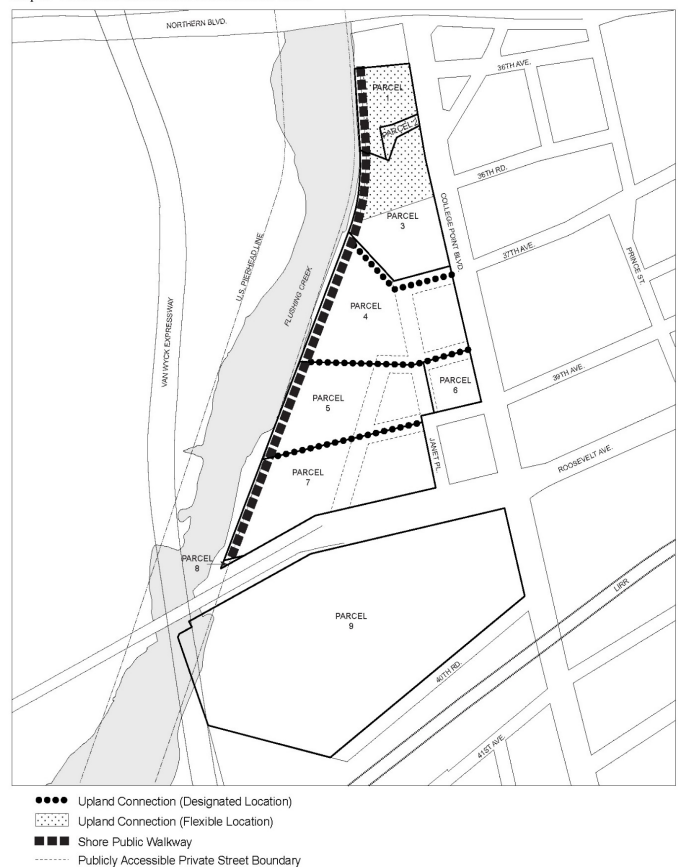 NORTHERN BLVD.
36TH AVE.
PARCEL
1
PARCEL 2
36TH RD.
COLLEGE POINT BLVD.
PARCEL
3
37TH AVE.
PRINCE ST.
U.S. PIERHEAD LINE
FLUSHING CREEK
VAN WYCK EXPRESSWAY
PARCEL
4
39TH AVE.
PARCEL
5
PARCEL
6
ROOSEVELT AVE.
JANET PL.
PARCEL
7
PARCEL
8
LIRR
PARCEL
9
40TH RD.
41ST AVE.
Upland Connection (Designated Location)
Upland Connection (Flexible Location)
Shore Public Walkway
Publicly Accessible Private Street Boundary